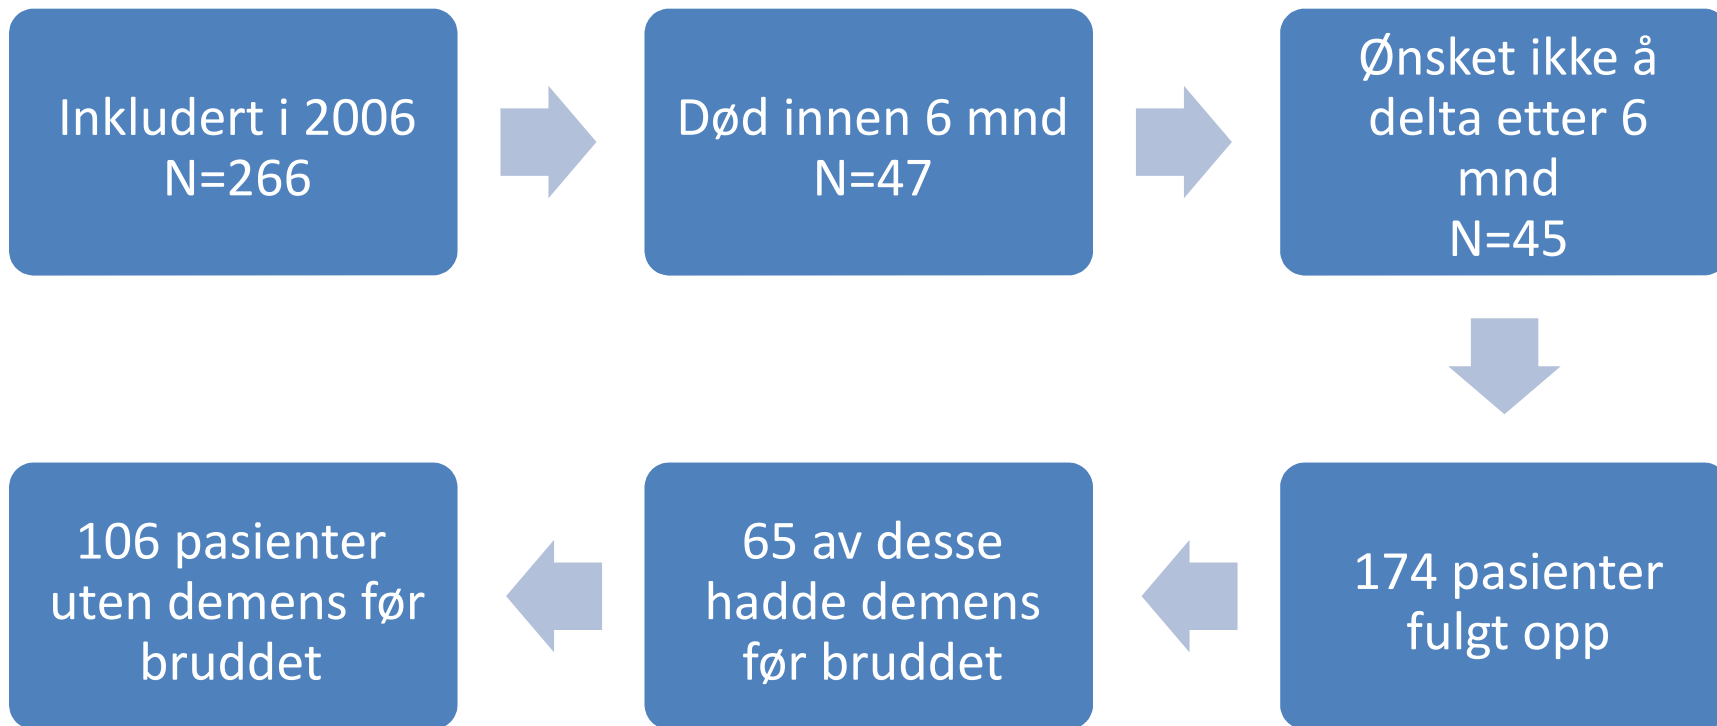 Inkludert i 2006
N=266
Død innen 6 mnd
N=47
Ønsket ikke å
delta etter 6
mnd
N=45
174 pasienter
fulgt opp
65 av desse
hadde demens
før bruddet
106 pasienter
uten demens før
bruddet